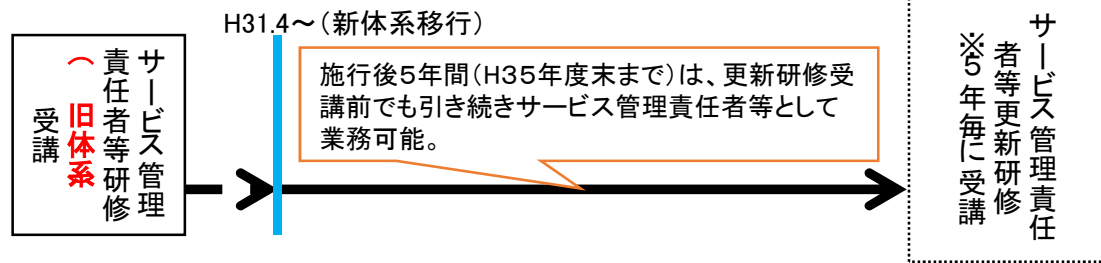 H31.4～（新体系移行）
サービス管理
責任者等研修
（旧体系
受講
施行後５年間（H35年度末まで）は、更新研修受
講前でも引き続きサービス管理責任者等として
業務可能。
サービス管理責任
者等更新研修
※５年毎に受講